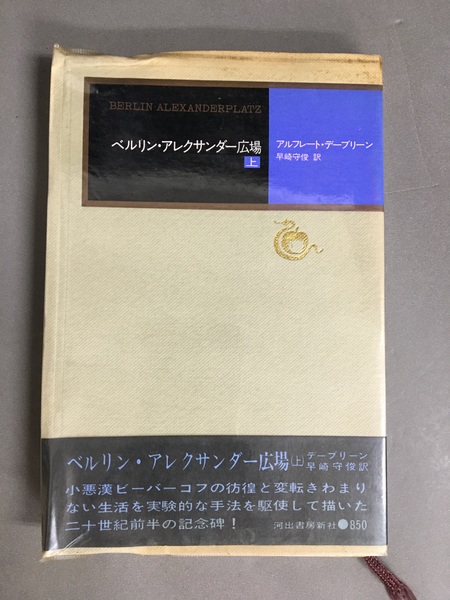 BERLIN ALEXANDERPLATZ
ベルリン・アレクサンダー広場
上
アルフレート・デーブリーン
早崎守俊 訳
ベルリン・アレクサンダー広場(上)
デーブリーン
早崎守俊訳
小悪漢ビーバーコフの彷徨と変転きわまり
ない生活を実験的な手法を駆使して描いた
二十世紀前半の記念碑!
河出書房新社●850